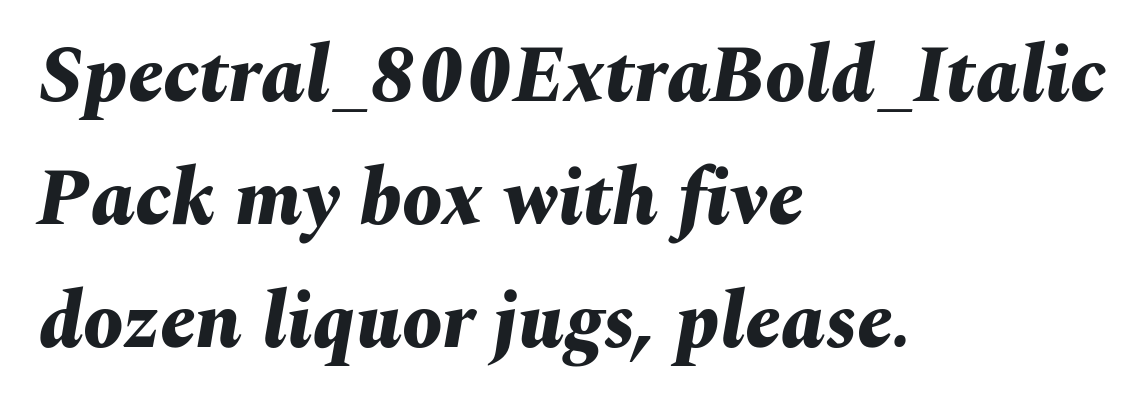 Spectral_800ExtraBold_Italic
Pack my box with five
dozen liquor jugs, please.